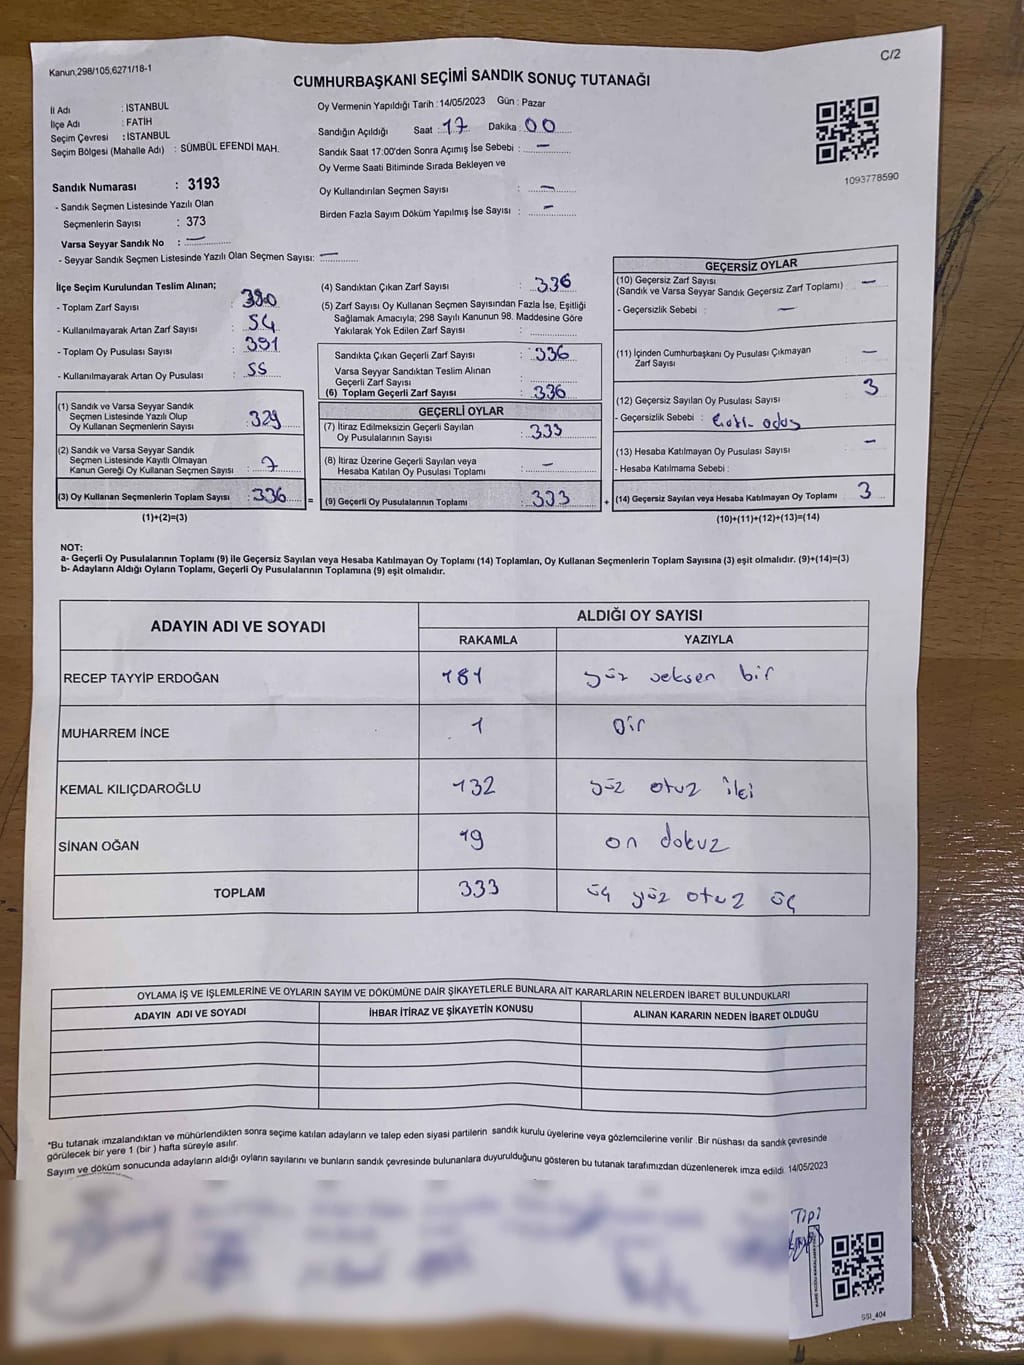 Kanun,298/105,6271/18-1
C/2
CUMHURBAŞKANI SEÇİMİ SANDIK SONUÇ TUTANAĞI
İl Adı : İSTANBUL
İlçe Adı : FATİH
Seçim Çevresi : İSTANBUL
Seçim Bölgesi (Mahalle Adı) : SÜMBÜL EFENDİ MAH.
Sandık Numarası : 3193
- Sandık Seçmen Listesinde Yazılı Olan
Seçmenlerin Sayısı : 373
Varsa Seyyar Sandık No : —
- Seyyar Sandık Seçmen Listesinde Yazılı Olan Seçmen Sayısı: —
Oy Vermenin Yapıldığı Tarih : 14/05/2023 Gün : Pazar
Sandığın Açıldığı Saat : 17 Dakika : 00
Sandık Saat 17:00'den Sonra Açımış İse Sebebi : —
Oy Verme Saati Bitiminde Sırada Bekleyen ve
Oy Kullandırılan Seçmen Sayısı : —
Birden Fazla Sayım Döküm Yapılmış İse Sayısı : —
1093778590
İlçe Seçim Kurulundan Teslim Alınan;
- Toplam Zarf Sayısı : 390
- Kullanılmayarak Artan Zarf Sayısı : 54
- Toplam Oy Pusulası Sayısı : 391
- Kullanılmayarak Artan Oy Pusulası : 55
(1) Sandık ve Varsa Seyyar Sandık
Seçmen Listesinde Yazılı Olup
Oy Kullanan Seçmenlerin Sayısı : 329
(2) Sandık ve Varsa Seyyar Sandık
Seçmen Listesinde Kayıtlı Olmayan
Kanun Gereği Oy Kullanan Seçmen Sayısı : 7
(3) Oy Kullanan Seçmenlerin Toplam Sayısı : 336 =
(1)+(2)=(3)
(4) Sandıktan Çıkan Zarf Sayısı : 336
(5) Zarf Sayısı Oy Kullanan Seçmen Sayısından Fazla İse, Eşitliği
Sağlamak Amacıyla; 298 Sayılı Kanunun 98. Maddesine Göre
Yakılarak Yok Edilen Zarf Sayısı :
Sandıkta Çıkan Geçerli Zarf Sayısı : 336
Varsa Seyyar Sandıktan Teslim Alınan
Geçerli Zarf Sayısı :
(6) Toplam Geçerli Zarf Sayısı : 336
GEÇERLİ OYLAR
(7) İtiraz Edilmeksizin Geçerli Sayılan
Oy Pusulalarının Sayısı : 333
(8) İtiraz Üzerine Geçerli Sayılan veya
Hesaba Katılan Oy Pusulası Toplamı : —
(9) Geçerli Oy Pusulalarının Toplamı : 333 +
GEÇERSİZ OYLAR
(10) Geçersiz Zarf Sayısı
(Sandık ve Varsa Seyyar Sandık Geçersiz Zarf Toplamı) : —
- Geçersizlik Sebebi : —
(11) İçinden Cumhurbaşkanı Oy Pusulası Çıkmayan
Zarf Sayısı : —
(12) Geçersiz Sayılan Oy Pusulası Sayısı : 3
- Geçersizlik Sebebi :
(13) Hesaba Katılmayan Oy Pusulası Sayısı : —
- Hesaba Katılmama Sebebi :
(14) Geçersiz Sayılan veya Hesaba Katılmayan Oy Toplamı : 3
(10)+(11)+(12)+(13)=(14)
NOT:
a- Geçerli Oy Pusulalarının Toplamı (9) ile Geçersiz Sayılan veya Hesaba Katılmayan Oy Toplamı (14) Toplamları, Oy Kullanan Seçmenlerin Toplam Sayısına (3) eşit olmalıdır. (9)+(14)=(3)
b- Adayların Aldığı Oyların Toplamı, Geçerli Oy Pusulalarının Toplamına (9) eşit olmalıdır.
ADAYIN ADI VE SOYADI
ALDIĞI OY SAYISI
RAKAMLA YAZIYLA
RECEP TAYYİP ERDOĞAN 181 yüz seksen bir
MUHARREM İNCE 1 Bir
KEMAL KILIÇDAROĞLU 132 yüz otuz iki
SİNAN OĞAN 19 on dokuz
TOPLAM 333 üç yüz otuz üç
OYLAMA İŞ VE İŞLEMLERİNE VE OYLARIN SAYIM VE DÖKÜMÜNE DAİR ŞİKAYETLERLE BUNLARA AİT KARARLARIN NELERDEN İBARET BULUNDUKLARI
ADAYIN ADI VE SOYADI İHBAR İTİRAZ VE ŞİKAYETİN KONUSU ALINAN KARARIN NEDEN İBARET OLDUĞU
*Bu tutanak imzalandıktan ve mühürlendikten sonra seçime katılan adayların ve talep eden siyasi partilerin sandık kurulu üyelerine veya gözlemcilerine verilir. Bir nüshası da sandık çevresinde
görülecek bir yere 1 (bir ) hafta süreyle asılır.
Sayım ve döküm sonucunda adayların aldığı oyların sayılarını ve bunların sandık çevresinde bulunanlara duyurulduğunu gösteren bu tutanak tarafımızdan düzenlenerek imza edildi. 14/05/2023
Tipi
SSI_404